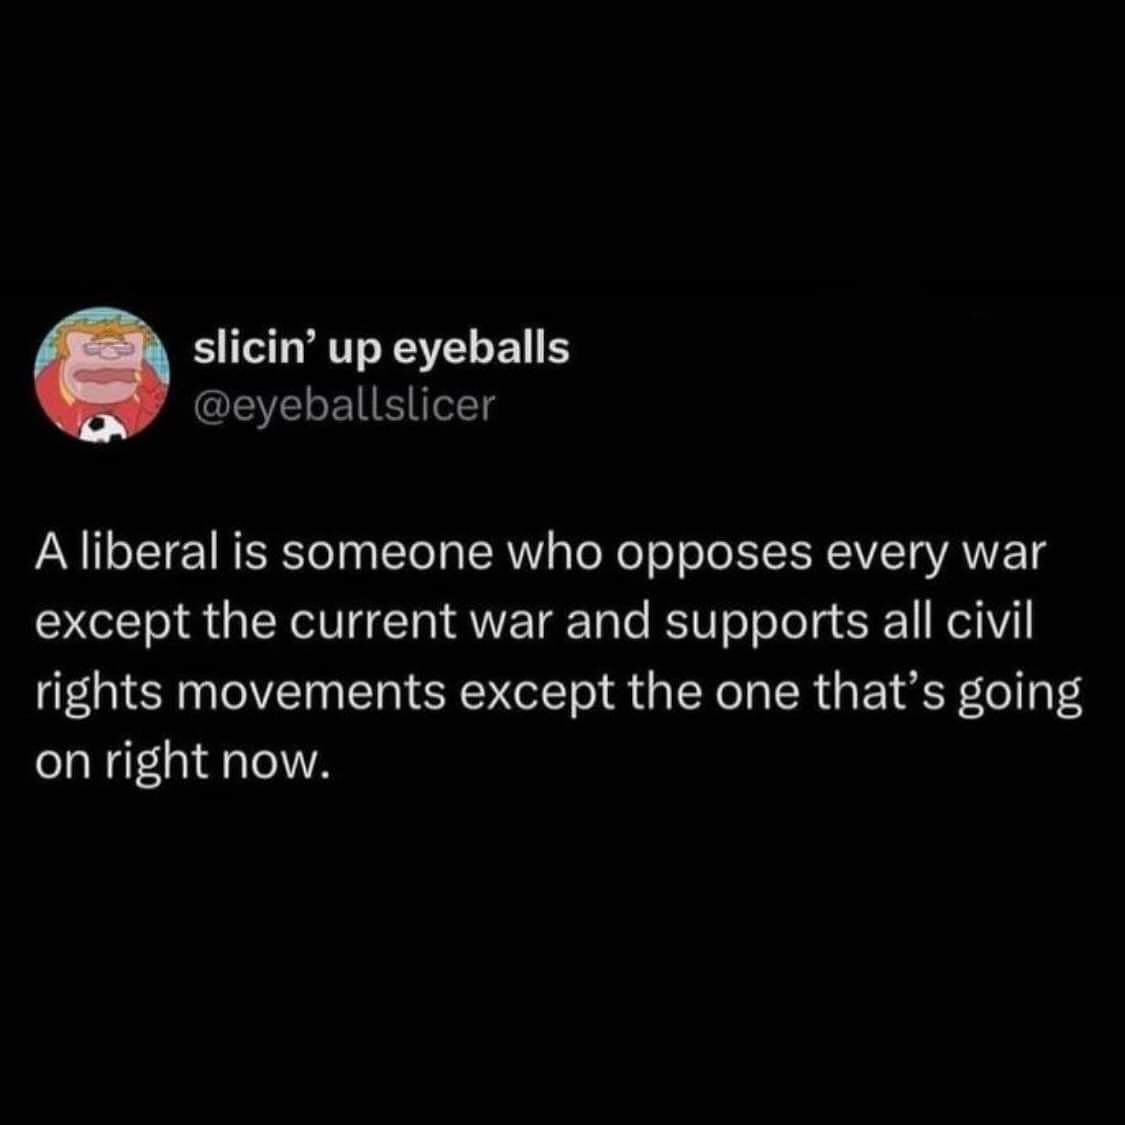 slicin’ up eyeballs
@eyeballslicer
A liberal is someone who opposes every war
except the current war and supports all civil
rights movements except the one that’s going
on right now.